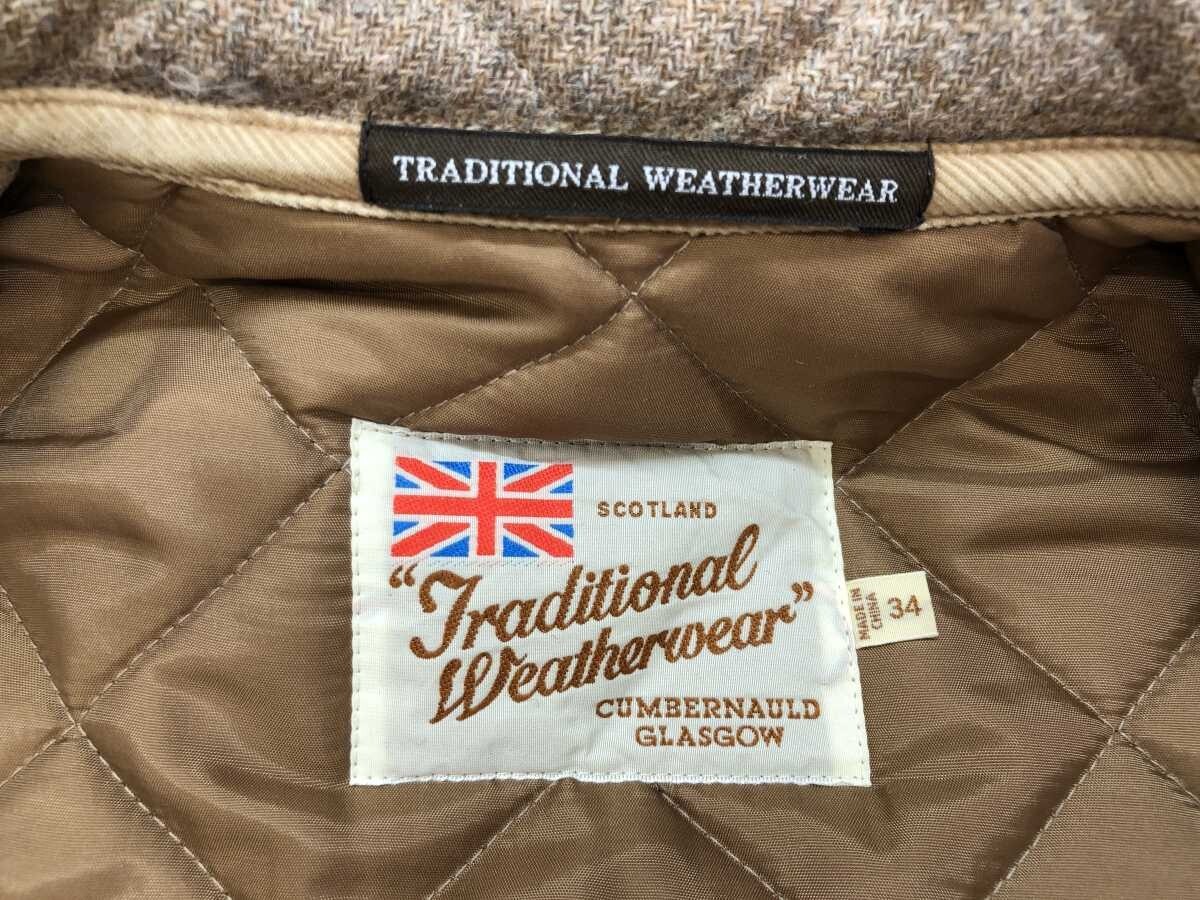 TRADITIONAL WEATHERWEAR
SCOTLAND
"Traditional
Weatherwear"
CUMBERNAULD
GLASGOW
MADE IN
CHINA
34